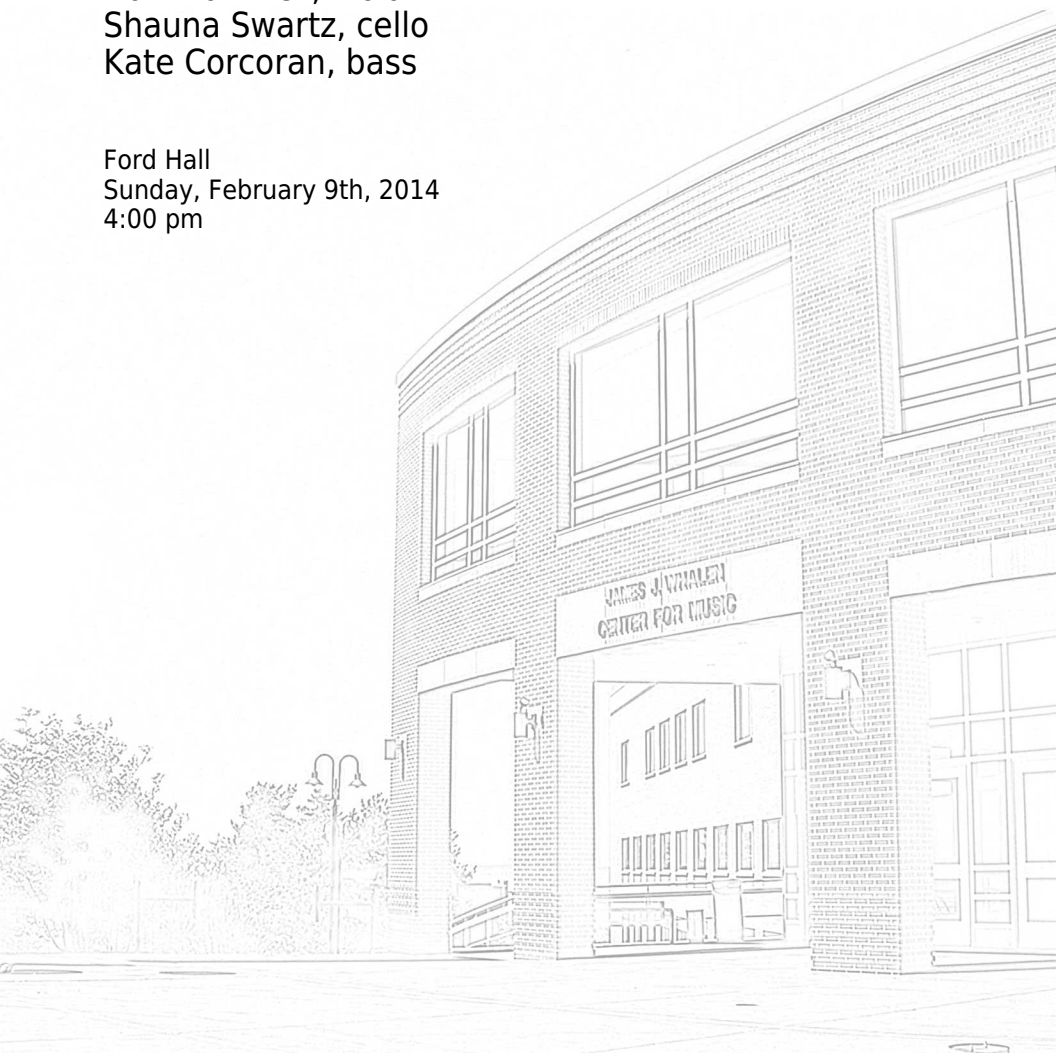 Shauna Swartz, cello
Kate Corcoran, bass
Ford Hall
Sunday, February 9th, 2014
4:00 pm
JAMES J. WHALEN
CENTER FOR MUSIC